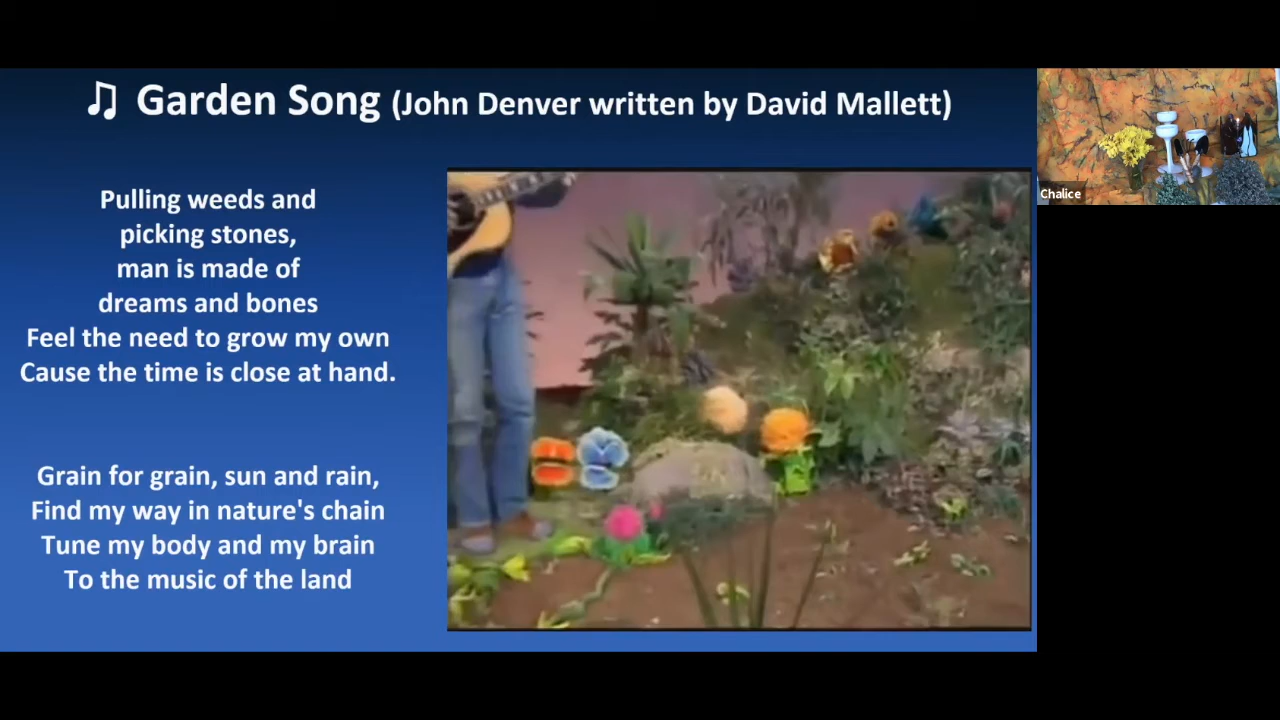 ♫ Garden Song (John Denver written by David Mallett)
Pulling weeds and
picking stones,
man is made of
dreams and bones
Feel the need to grow my own
Cause the time is close at hand.
Grain for grain, sun and rain,
Find my way in nature's chain
Tune my body and my brain
To the music of the land
Chalice